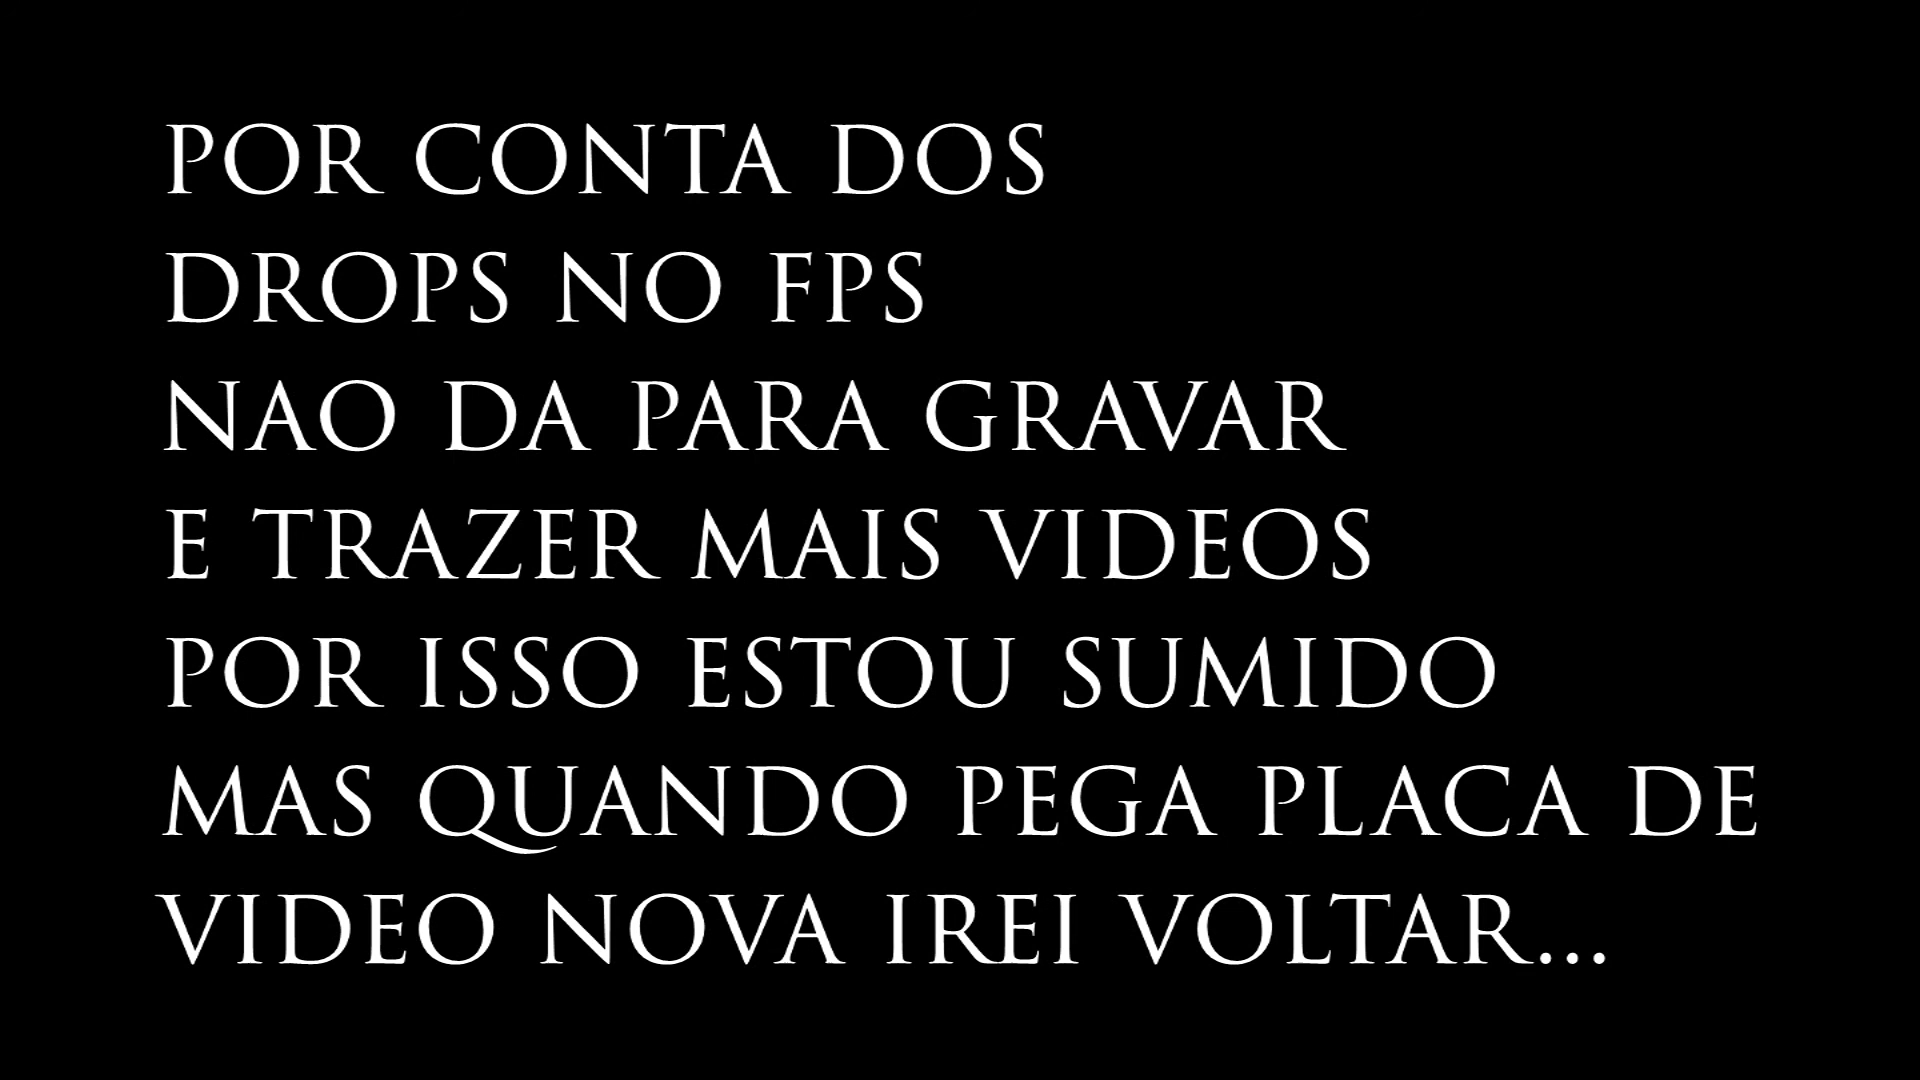 POR CONTA DOS
DROPS NO FPS
NAO DA PARA GRAVAR
E TRAZER MAIS VIDEOS
POR ISSO ESTOU SUMIDO
MAS QUANDO PEGA PLACA DE
VIDEO NOVA IREI VOLTAR...